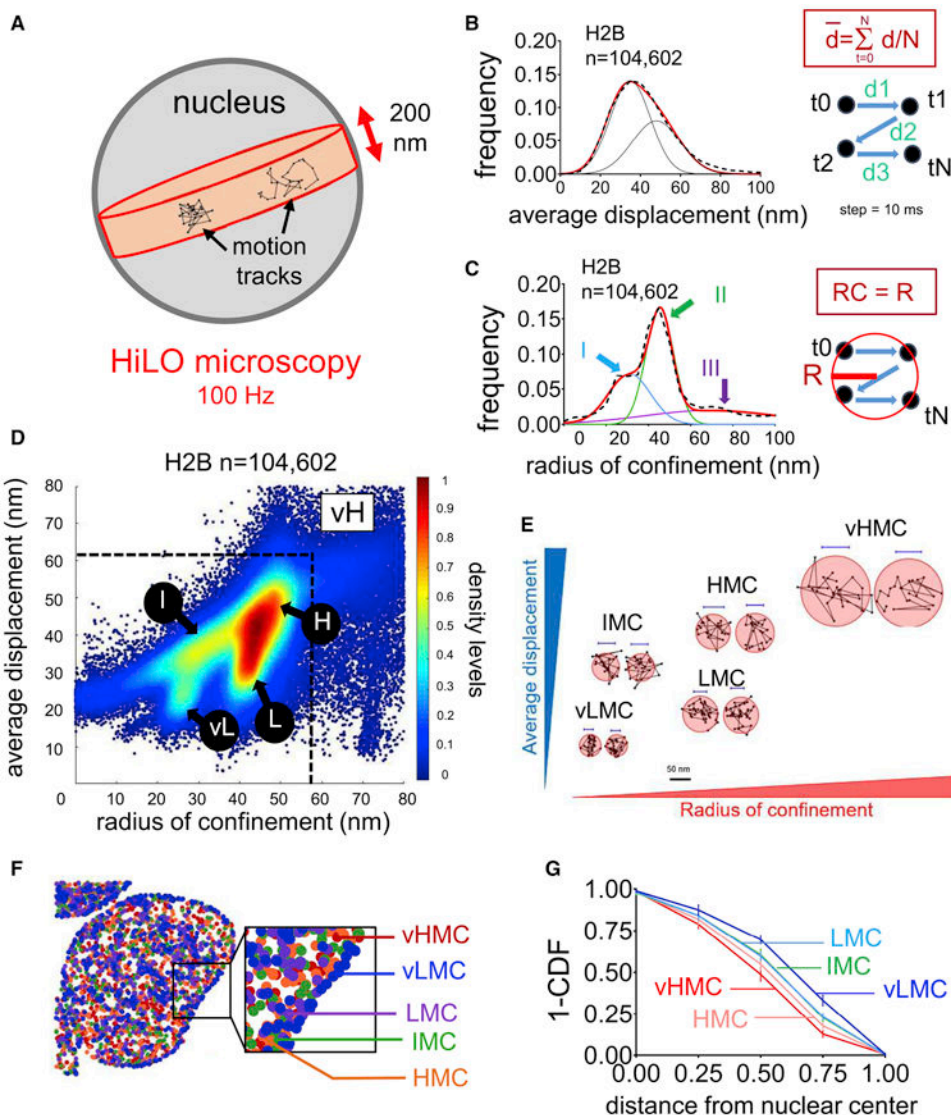 A
nucleus
200
nm
motion
tracks
HiLO microscopy
100 Hz
B
H2B
n=104,602
frequency
0.20
0.15
0.10
0.05
0.00
0 20 40 60 80 100
average displacement (nm)
d=∑ d/N
N
t=0
t0 d1 t1
d2
t2 d3 tN
step = 10 ms
C
H2B
n=104,602
frequency
0.20
0.15
0.10
0.05
0.00
I
II
III
0 20 40 60 80 100
radius of confinement (nm)
RC = R
t0
R
tN
D
H2B n=104,602
average displacement (nm)
80
70
60
50
40
30
20
10
0 10 20 30 40 50 60 70 80
radius of confinement (nm)
vH
I
H
vL
L
1
0.9
0.8
0.7
0.6
0.5
0.4
0.3
0.2
0.1
0
density levels
E
Average displacement
vHMC
HMC
IMC
LMC
vLMC
50 nm
Radius of confinement
F
vHMC
vLMC
LMC
IMC
HMC
G
1-CDF
1.00
0.75
0.50
0.25
0.00
LMC
IMC
vHMC
vLMC
HMC
0.00 0.25 0.50 0.75 1.00
distance from nuclear center